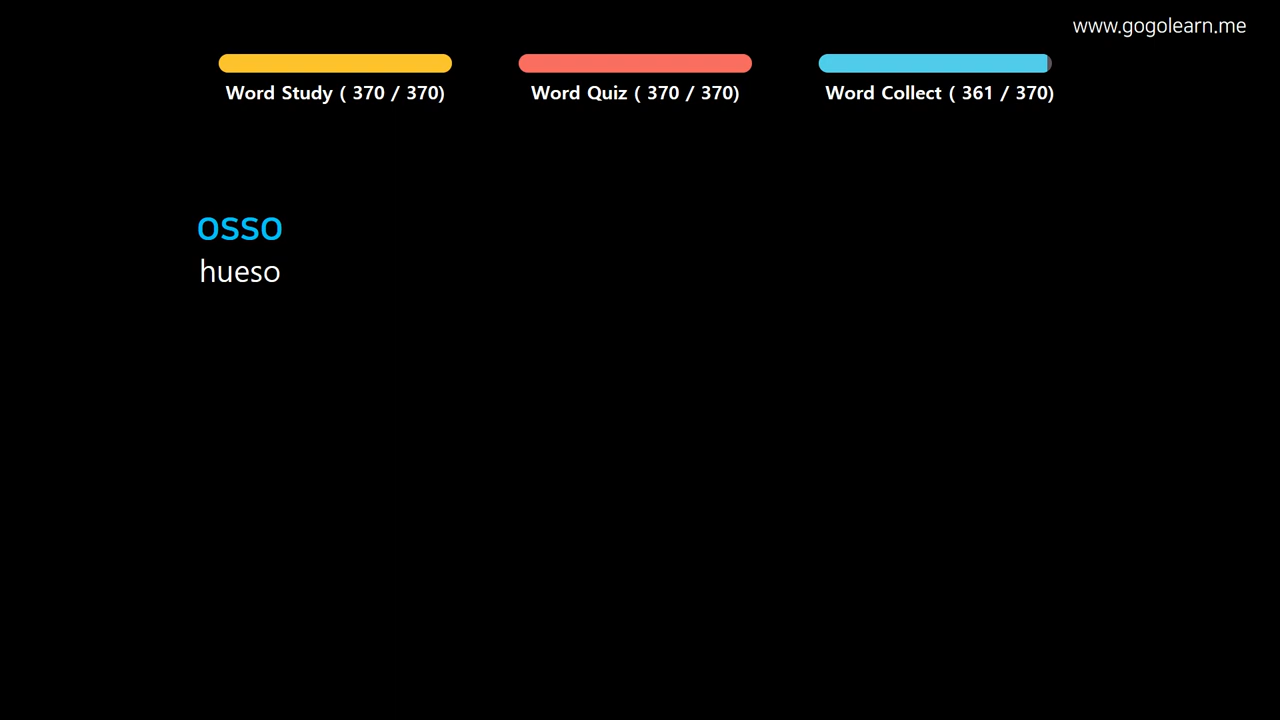 www.gogolearn.me
Word Study ( 370 / 370)
Word Quiz ( 370 / 370)
Word Collect ( 361 / 370)
osso
hueso